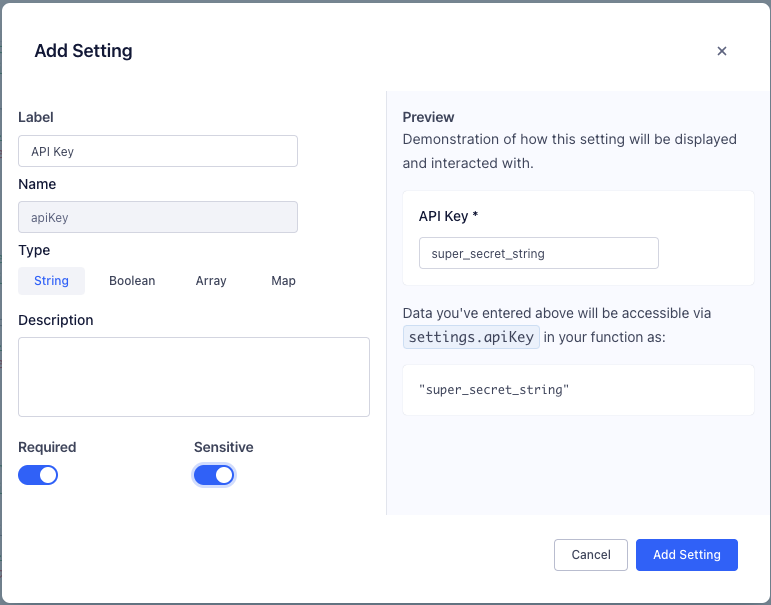 Add Setting
Label
API Key
Name
apiKey
Type
String Boolean Array Map
Description
Required Sensitive
Preview
Demonstration of how this setting will be displayed
and interacted with.
API Key *
super_secret_string
Data you've entered above will be accessible via
settings.apiKey in your function as:
"super_secret_string"
Cancel Add Setting